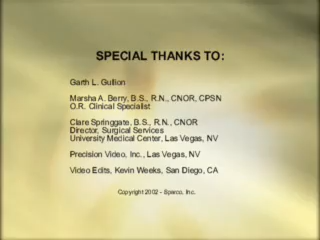 SPECIAL THANKS TO:
Garth L. Gullion
Marsha A. Berry, B.S., R.N., CNOR, CPSN
O.R. Clinical Specialist
Clare Springgate, B.S., R.N., CNOR
Director, Surgical Services
University Medical Center, Las Vegas, NV
Precision Video, Inc., Las Vegas, NV
Video Edits, Kevin Weeks, San Diego, CA
Copyright 2002 - Inc.